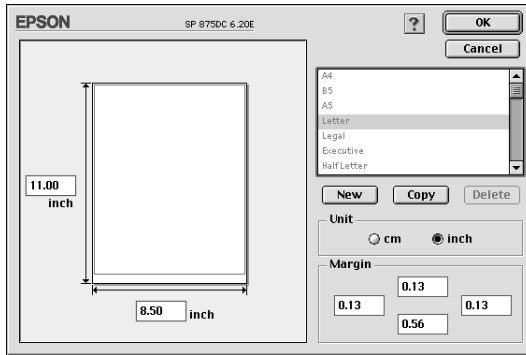 EPSON SP 875DC 6.20E ? OK
Cancel
A4
B5
A5
Letter
Legal
Executive
HalfLetter
11.00
inch
8.50 inch
New Copy Delete
Unit
cm inch
Margin
0.13
0.13 0.13
0.56